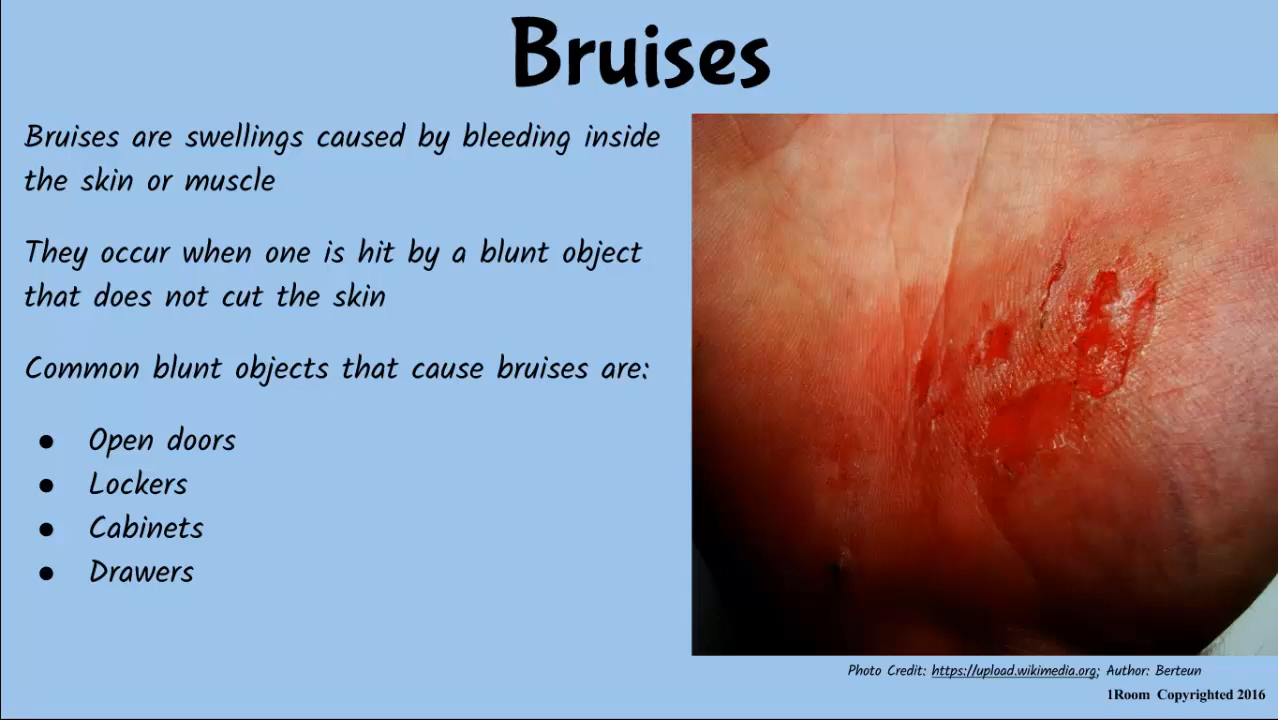 Bruises
Bruises are swellings caused by bleeding inside
the skin or muscle
They occur when one is hit by a blunt object
that does not cut the skin
Common blunt objects that cause bruises are:
● Open doors
● Lockers
● Cabinets
● Drawers
Photo Credit: https://upload.wikimedia.org; Author: Berteun
1Room Copyrighted 2016